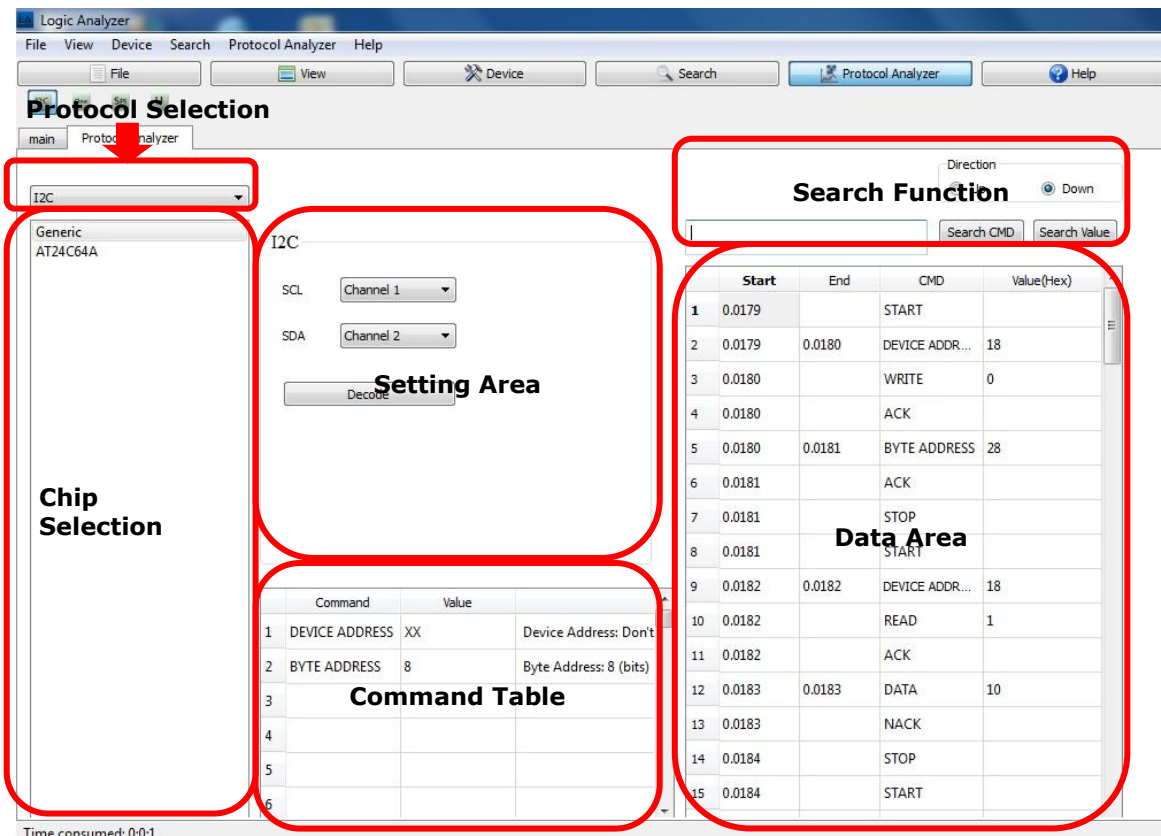 Logic Analyzer
File View Device Search Protocol Analyzer Help
File View Device Search Protocol Analyzer Help
Protocol Selection
main Protocol Analyzer
Direction
Search Function Down
I2C
Search CMD Search Value
Generic
AT24C64A
I2C
SCL Channel 1
SDA Channel 2
Decode
Setting Area
Chip
Selection
Start End CMD Value(Hex)
1 0.0179 START
2 0.0179 0.0180 DEVICE ADDR... 18
3 0.0180 WRITE 0
4 0.0180 ACK
5 0.0180 0.0181 BYTE ADDRESS 28
6 0.0181 ACK
7 0.0181 STOP
Data Area
8 0.0181 START
9 0.0182 0.0182 DEVICE ADDR... 18
10 0.0182 READ 1
11 0.0182 ACK
12 0.0183 0.0183 DATA 10
13 0.0183 NACK
14 0.0184 STOP
15 0.0184 START
Command Value
1 DEVICE ADDRESS XX Device Address: Don't
2 BYTE ADDRESS 8 Byte Address: 8 (bits)
Command Table
3
4
5
6
Time consumed: 0:0:1